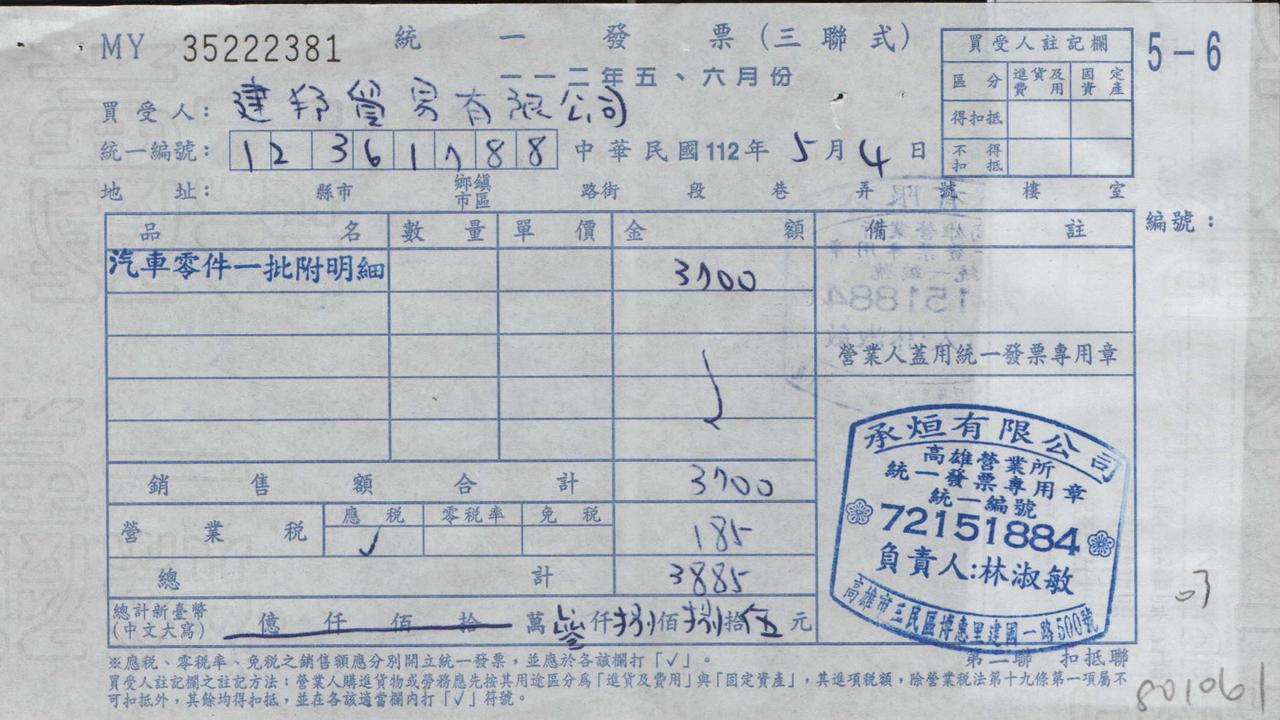 MY 35222381 統一發票(三聯式)
一一二年五、六月份
5-6
買受人註記欄
區分 進貨及費用 固定資產
得扣抵
不得扣抵
買受人: 建邦貿易有限公司
統一編號: 12361788 中華民國112年5月4日
地址: 縣市 鄉鎮市區 路街 段 巷 弄 號 樓 室
編號:
品名 數量 單價 金額 備註
汽車零件一批附明細 3700
營業人蓋用統一發票專用章
銷售額合計 3700
營業稅 應稅 零稅率 免稅 185
✓
總計 3885
總計新臺幣(中文大寫) 億仟佰拾萬參仟捌佰捌拾伍元
承烜有限公司
高雄營業所
統一發票專用章
統一編號
72151884
負責人:林淑敏
高雄市三民區博惠里建國一路500號
03
※應稅、零稅率、免稅之銷售額應分別開立統一發票,並應於各該欄打「✓」。
第二聯 扣抵聯
買受人註記欄之註記方法:營業人購進貨物或勞務應先按其用途區分為「進貨及費用」與「固定資產」,其進項稅額,除營業稅法第十九條第一項屬不
可扣抵外,其餘均得扣抵,並在各該適當欄內打「✓」符號。
801061